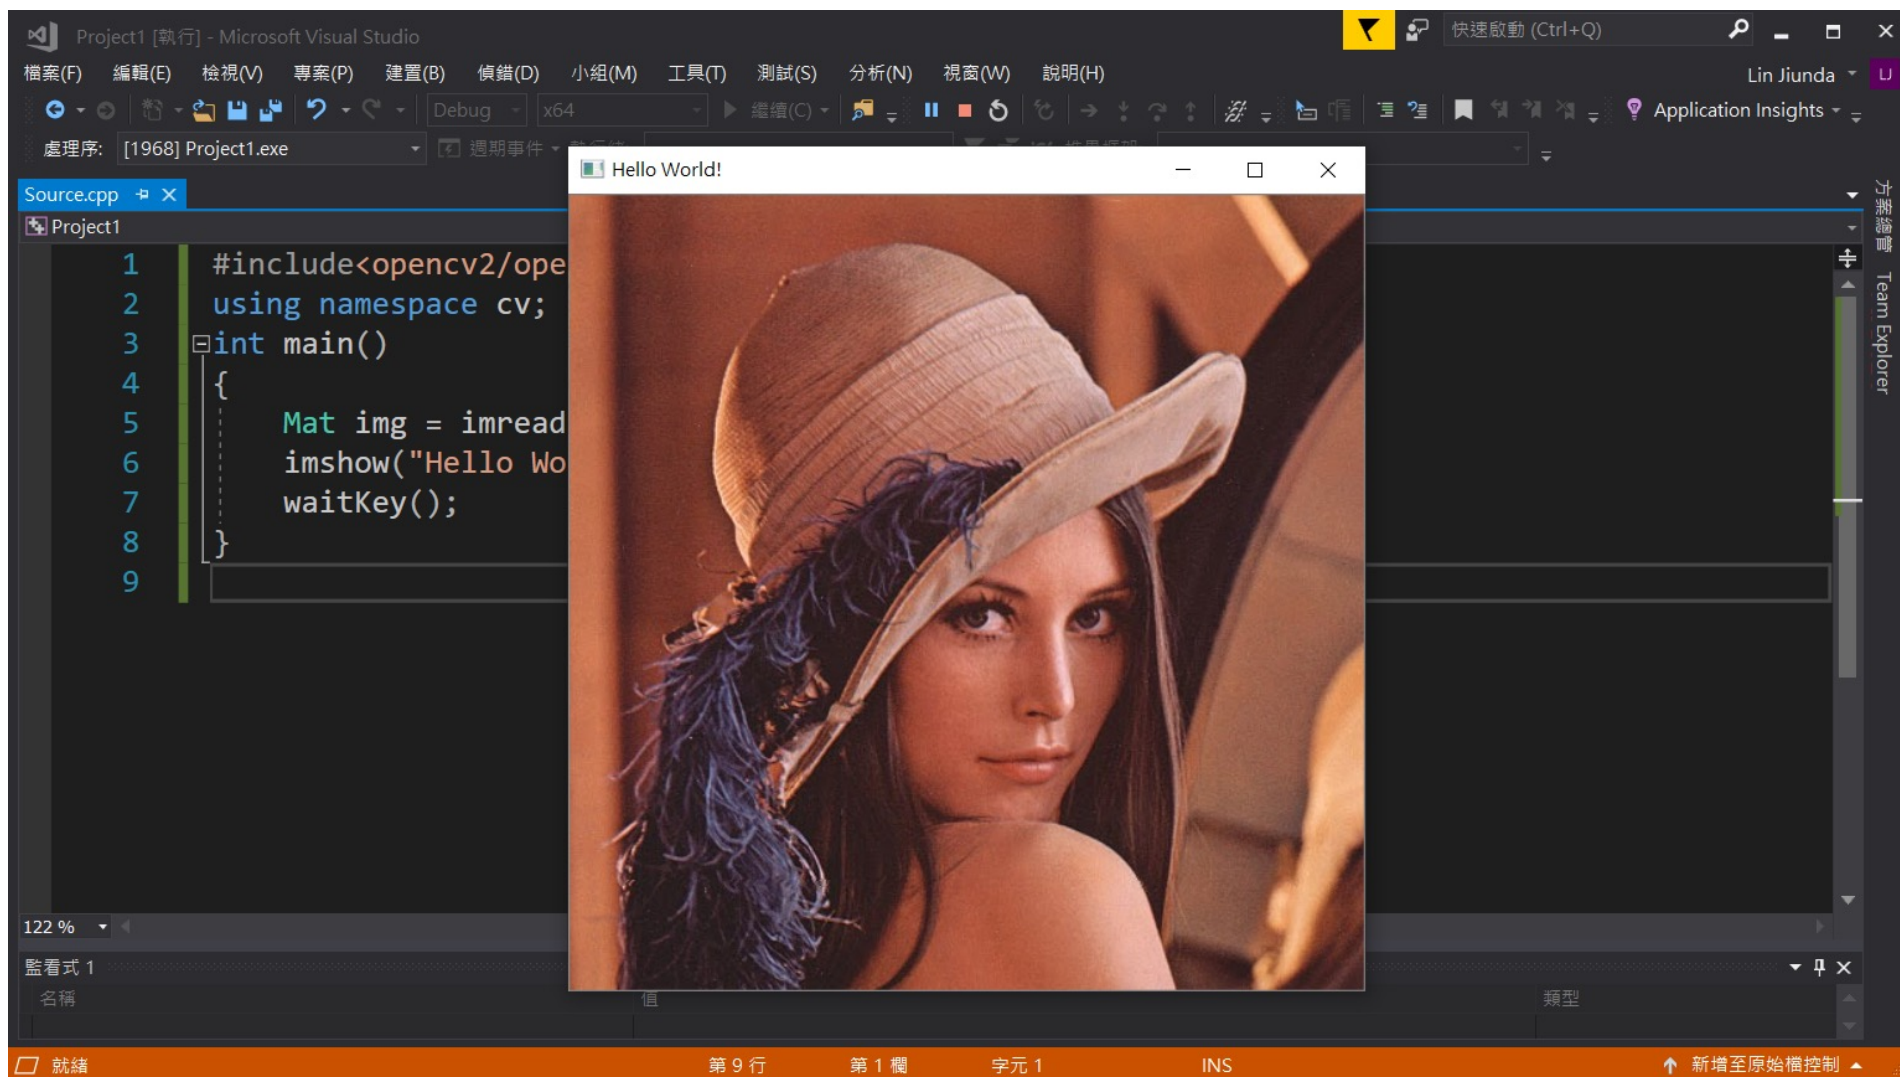 Project1 [執行] - Microsoft Visual Studio
快速啟動 (Ctrl+Q)
檔案(F) 編輯(E) 檢視(V) 專案(P) 建置(B) 偵錯(D) 小組(M) 工具(T) 測試(S) 分析(N) 視窗(W) 說明(H)
Lin Jiunda LJ
Debug x64 繼續(C) Application Insights
處理序: [1968] Project1.exe 週期事件
Hello World!
Source.cpp
Project1
方案總管
Team Explorer
1 #include<opencv2/ope
2 using namespace cv;
3 int main()
4 {
5 Mat img = imread
6 imshow("Hello Wo
7 waitKey();
8 }
9
122 %
監看式 1
名稱 值 類型
就緒 第 9 行 第 1 欄 字元 1 INS 新增至原始檔控制